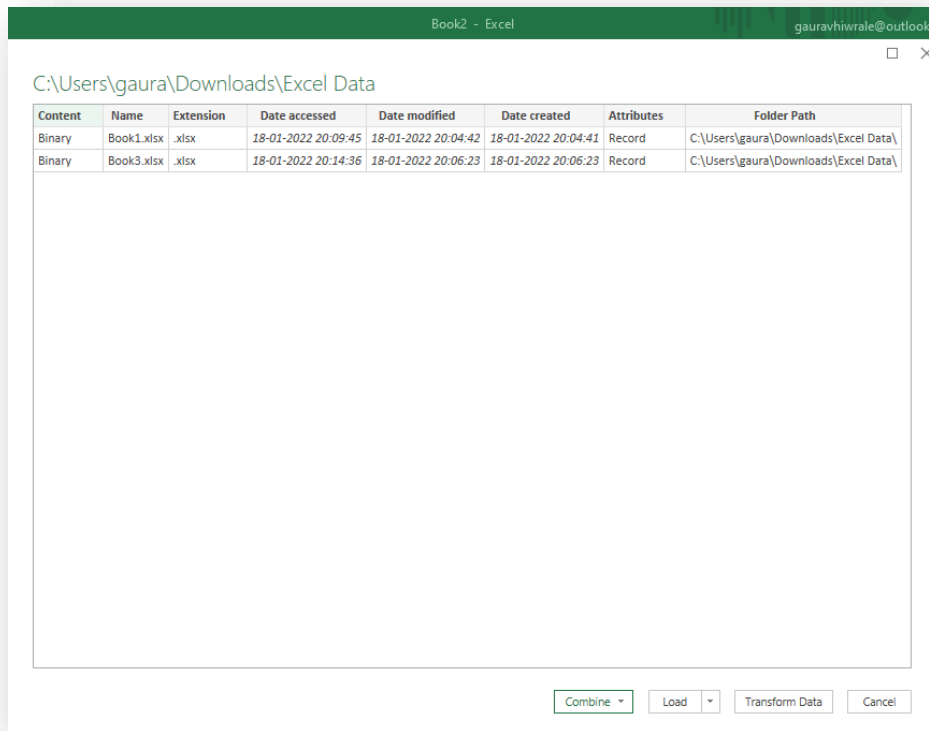 Book2 - Excel
gauravhiwrale@outlook
C:\Users\gaura\Downloads\Excel Data
Content Name Extension Date accessed Date modified Date created Attributes Folder Path
Binary Book1.xlsx .xlsx 18-01-2022 20:09:45 18-01-2022 20:04:42 18-01-2022 20:04:41 Record C:\Users\gaura\Downloads\Excel Data\
Binary Book3.xlsx .xlsx 18-01-2022 20:14:36 18-01-2022 20:06:23 18-01-2022 20:06:23 Record C:\Users\gaura\Downloads\Excel Data\
Combine Load Transform Data Cancel